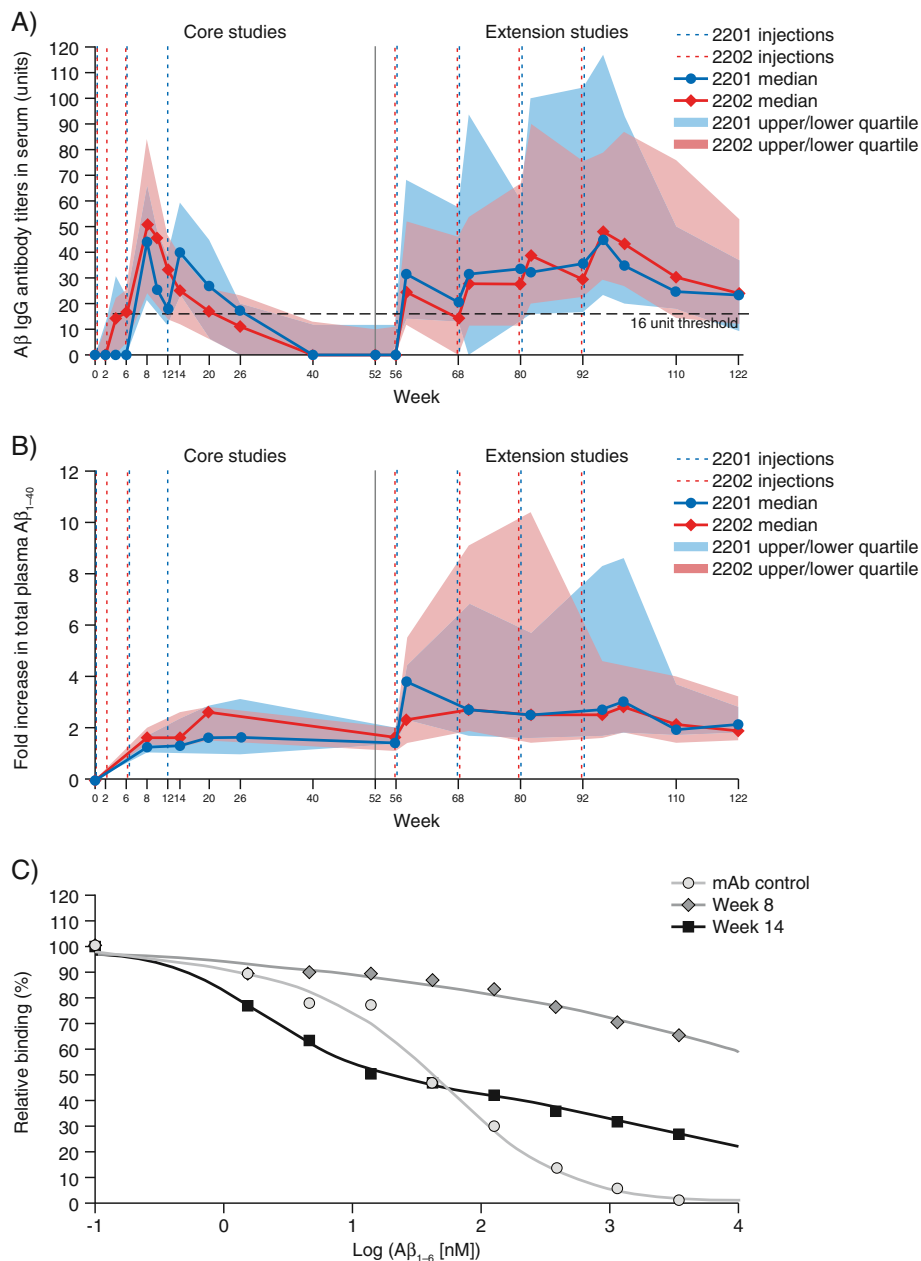 A)
Core studies
Extension studies
Aβ IgG antibody titers in serum (units)
120
110
100
90
80
70
60
50
40
30
20
10
0
16 unit threshold
0 2 6 8 12 14 20 26 40 52 56 68 80 92 110 122
Week
2201 injections
2202 injections
2201 median
2202 median
2201 upper/lower quartile
2202 upper/lower quartile
B)
Core studies
Extension studies
Fold increase in total plasma Aβ1–40
12
10
8
6
4
2
0
0 2 6 8 12 14 20 26 40 52 56 68 80 92 110 122
Week
2201 injections
2202 injections
2201 median
2202 median
2201 upper/lower quartile
2202 upper/lower quartile
C)
Relative binding (%)
120
110
100
90
80
70
60
50
40
30
20
10
0
-1 0 1 2 3 4
Log (Aβ1–6 [nM])
mAb control
Week 8
Week 14